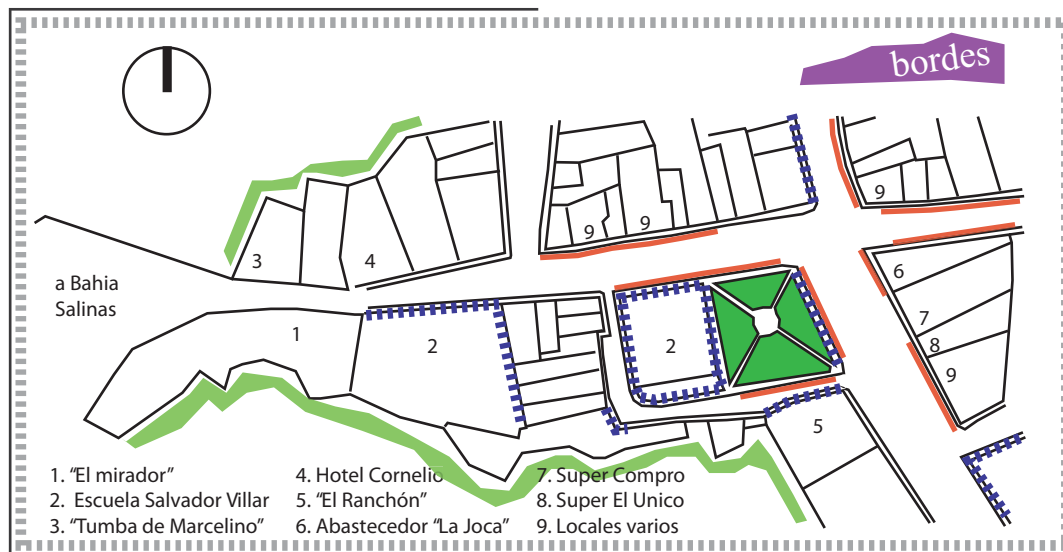 bordes
9
9
9
3
4
6
a Bahia
Salinas
7
1
2
2
8
9
5
1. "El mirador"
2. Escuela Salvador Villar
3. "Tumba de Marcelino"
4. Hotel Cornelio
5. "El Ranchón"
6. Abastecedor "La Joca"
7. Super Compro
8. Super El Unico
9. Locales varios